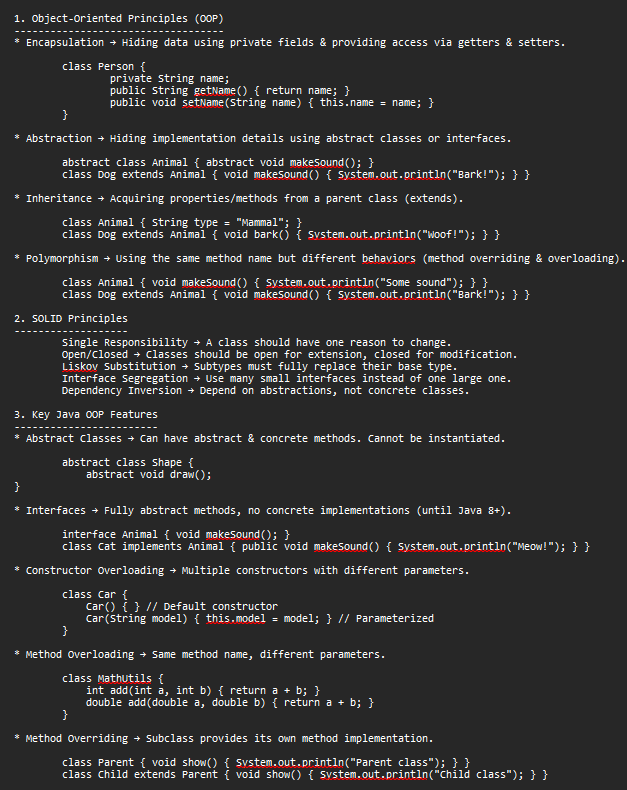 1. Object-Oriented Principles (OOP)
-----------------------------------
* Encapsulation → Hiding data using private fields & providing access via getters & setters.
class Person {
private String name;
public String getName() { return name; }
public void setName(String name) { this.name = name; }
}
* Abstraction → Hiding implementation details using abstract classes or interfaces.
abstract class Animal { abstract void makeSound(); }
class Dog extends Animal { void makeSound() { System.out.println("Bark!"); } }
* Inheritance → Acquiring properties/methods from a parent class (extends).
class Animal { String type = "Mammal"; }
class Dog extends Animal { void bark() { System.out.println("Woof!"); } }
* Polymorphism → Using the same method name but different behaviors (method overriding & overloading).
class Animal { void makeSound() { System.out.println("Some sound"); } }
class Dog extends Animal { void makeSound() { System.out.println("Bark!"); } }
2. SOLID Principles
-------------------
Single Responsibility → A class should have one reason to change.
Open/Closed → Classes should be open for extension, closed for modification.
Liskov Substitution → Subtypes must fully replace their base type.
Interface Segregation → Use many small interfaces instead of one large one.
Dependency Inversion → Depend on abstractions, not concrete classes.
3. Key Java OOP Features
------------------------
* Abstract Classes → Can have abstract & concrete methods. Cannot be instantiated.
abstract class Shape {
abstract void draw();
}
* Interfaces → Fully abstract methods, no concrete implementations (until Java 8+).
interface Animal { void makeSound(); }
class Cat implements Animal { public void makeSound() { System.out.println("Meow!"); } }
* Constructor Overloading → Multiple constructors with different parameters.
class Car {
Car() { } // Default constructor
Car(String model) { this.model = model; } // Parameterized
}
* Method Overloading → Same method name, different parameters.
class MathUtils {
int add(int a, int b) { return a + b; }
double add(double a, double b) { return a + b; }
}
* Method Overriding → Subclass provides its own method implementation.
class Parent { void show() { System.out.println("Parent class"); } }
class Child extends Parent { void show() { System.out.println("Child class"); } }